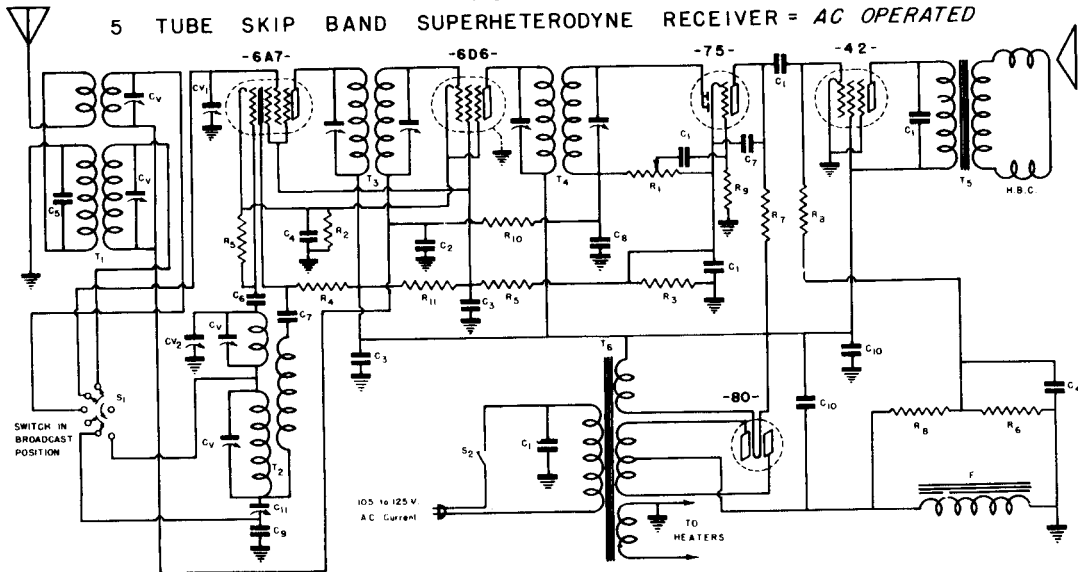 5 TUBE SKIP BAND SUPERHETERODYNE RECEIVER = AC OPERATED
-6A7-
-6D6-
-75-
-42-
CV
CV1
C1
C1
C1
C7
T3
T4
R1
R9
T5
H.B.C.
CV
C5
T1
R5
C4
R2
C2
R10
C8
R7
R8
C6
R4
R11
C3
R5
R3
C1
C7
CV2
CV
C3
T6
C10
S1
SWITCH IN
BROADCAST
POSITION
CV
T2
S2
C1
-80-
C10
R8
R6
C4
C11
C9
105 to 125 V.
AC Current
TO
HEATERS
F